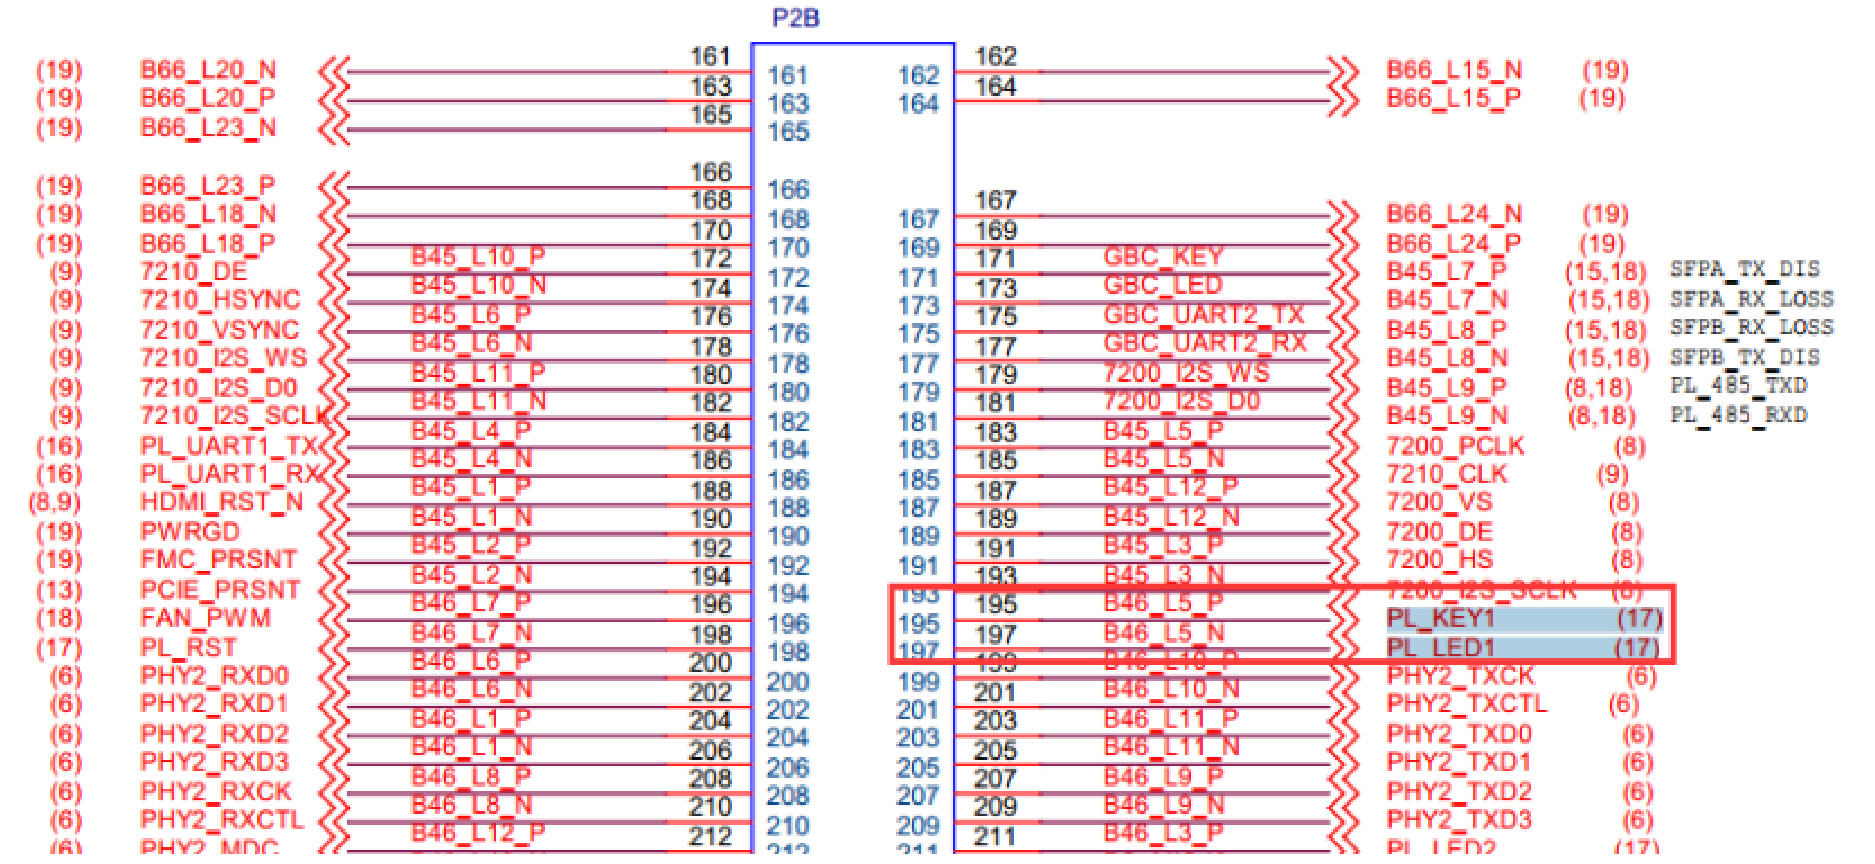 P2B
(19) B66_L20_N 161 161 162 162 B66_L15_N (19)
(19) B66_L20_P 163 163 164 164 B66_L15_P (19)
(19) B66_L23_N 165 165
(19) B66_L23_P 166 166
(19) B66_L18_N 168 168 167 167 B66_L24_N (19)
(19) B66_L18_P 170 170 169 169 B66_L24_P (19)
(9) 7210_DE B45_L10_P 172 172 171 171 GBC_KEY B45_L7_P (15,18) SFPA_TX_DIS
(9) 7210_HSYNC B45_L10_N 174 174 173 173 GBC_LED B45_L7_N (15,18) SFPA_RX_LOSS
(9) 7210_VSYNC B45_L6_P 176 176 175 175 GBC_UART2_TX B45_L8_P (15,18) SFPB_RX_LOSS
(9) 7210_I2S_WS B45_L6_N 178 178 177 177 GBC_UART2_RX B45_L8_N (15,18) SFPB_TX_DIS
(9) 7210_I2S_D0 B45_L11_P 180 180 179 179 7200_I2S_WS B45_L9_P (8,18) PL_485_TXD
(9) 7210_I2S_SCLK B45_L11_N 182 182 181 181 7200_I2S_D0 B45_L9_N (8,18) PL_485_RXD
(16) PL_UART1_TX B45_L4_P 184 184 183 183 B45_L5_P 7200_PCLK (8)
(16) PL_UART1_RX B45_L4_N 186 186 185 185 B45_L5_N 7210_CLK (9)
(8,9) HDMI_RST_N B45_L1_P 188 188 187 187 B45_L12_P 7200_VS (8)
(19) PWRGD B45_L1_N 190 190 189 189 B45_L12_N 7200_DE (8)
(19) FMC_PRSNT B45_L2_P 192 192 191 191 B45_L3_P 7200_HS (8)
(13) PCIE_PRSNT B45_L2_N 194 194 193 193 B45_L3_N 7200_I2S_SCLK (8)
(18) FAN_PWM B46_L7_P 196 196 195 195 B46_L5_P PL_KEY1 (17)
(17) PL_RST B46_L7_N 198 198 197 197 B46_L5_N PL_LED1 (17)
(6) PHY2_RXD0 B46_L6_P 200 200 199 199 B46_L10_P PHY2_TXCK (6)
(6) PHY2_RXD1 B46_L6_N 202 202 201 201 B46_L10_N PHY2_TXCTL (6)
(6) PHY2_RXD2 B46_L1_P 204 204 203 203 B46_L11_P PHY2_TXD0 (6)
(6) PHY2_RXD3 B46_L1_N 206 206 205 205 B46_L11_N PHY2_TXD1 (6)
(6) PHY2_RXCK B46_L8_P 208 208 207 207 B46_L9_P PHY2_TXD2 (6)
(6) PHY2_RXCTL B46_L8_N 210 210 209 209 B46_L9_N PHY2_TXD3 (6)
(6) PHY2_MDC B46_L12_P 212 212 211 211 B46_L3_P PL_LED2 (17)